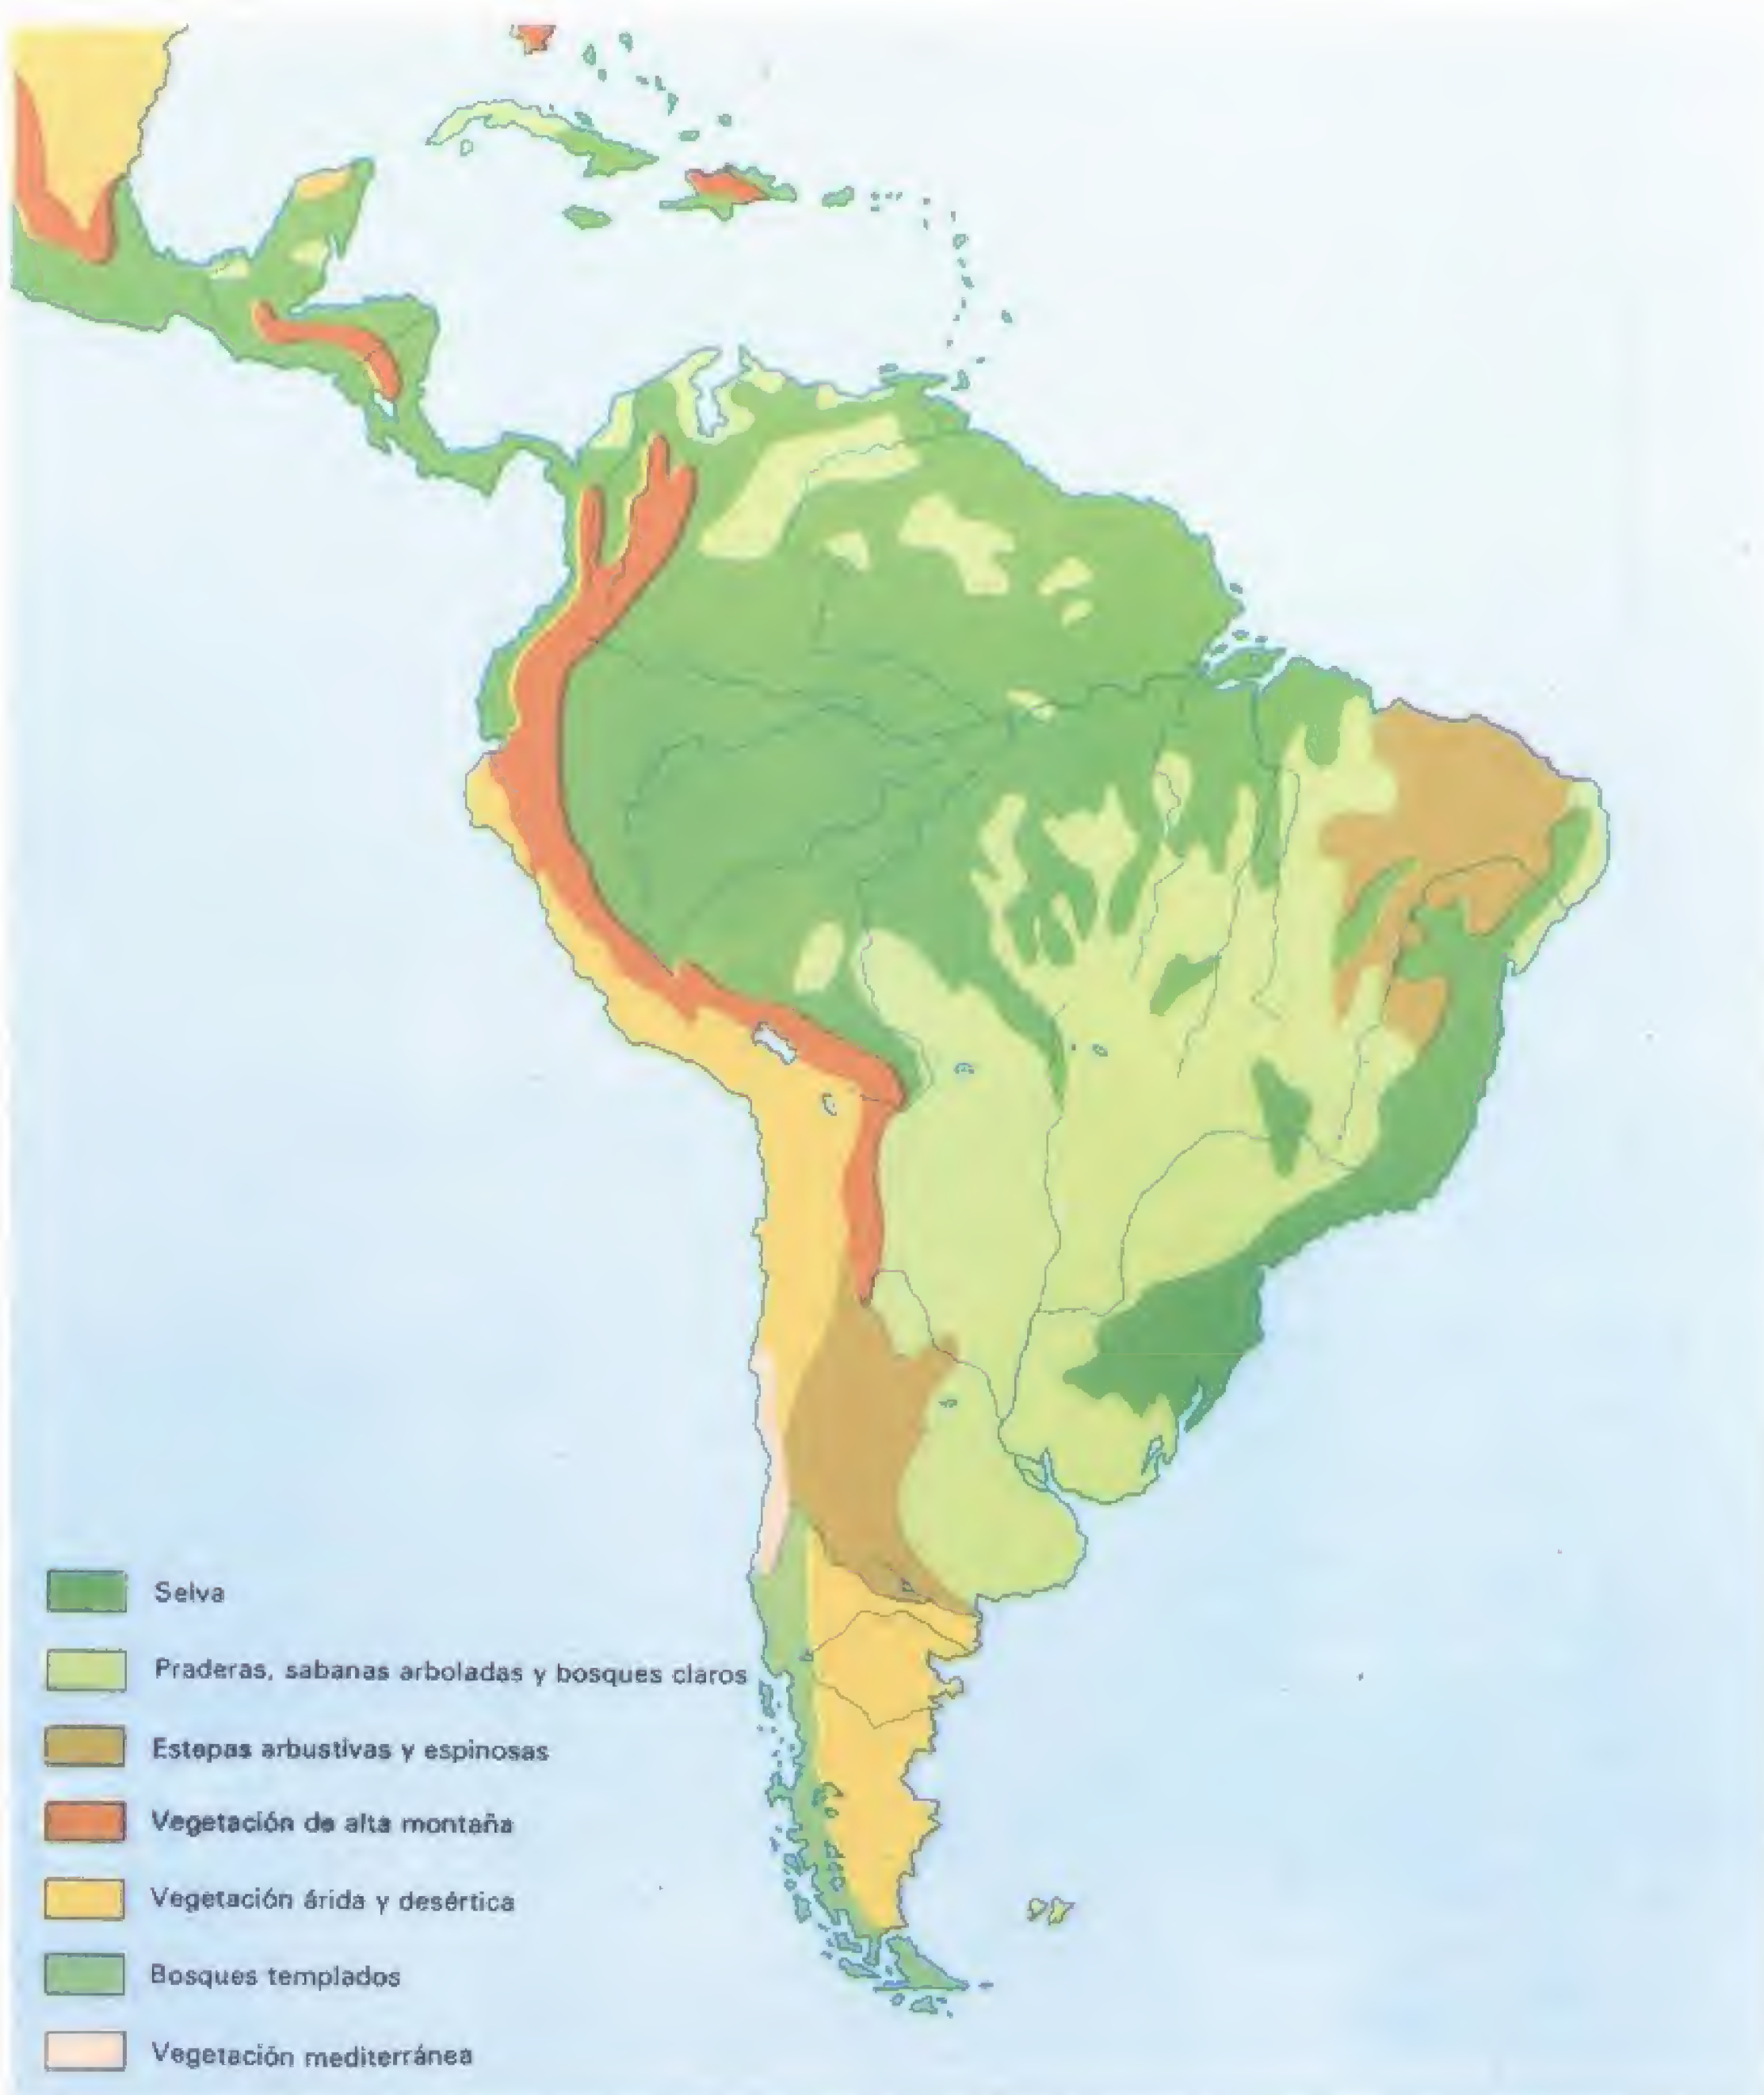 Selva
Praderas, sabanas arboladas y bosques claros
Estepas arbustivas y espinosas
Vegetación de alta montaña
Vegetación árida y desértica
Bosques templados
Vegetación mediterránea